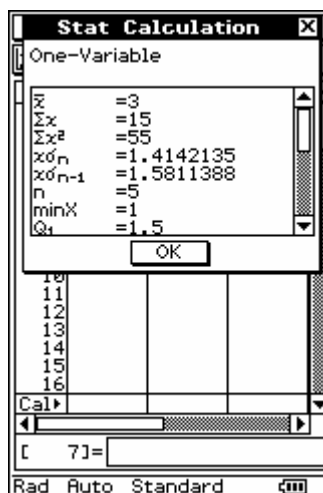 Stat Calculation
One-Variable
x̄ =3
Σx =15
Σx² =55
xσn =1.4142135
xσn-1 =1.5811388
n =5
minX =1
Q₁ =1.5
OK
10
11
12
13
14
15
16
Cal▶
[ 7]=
Rad Auto Standard